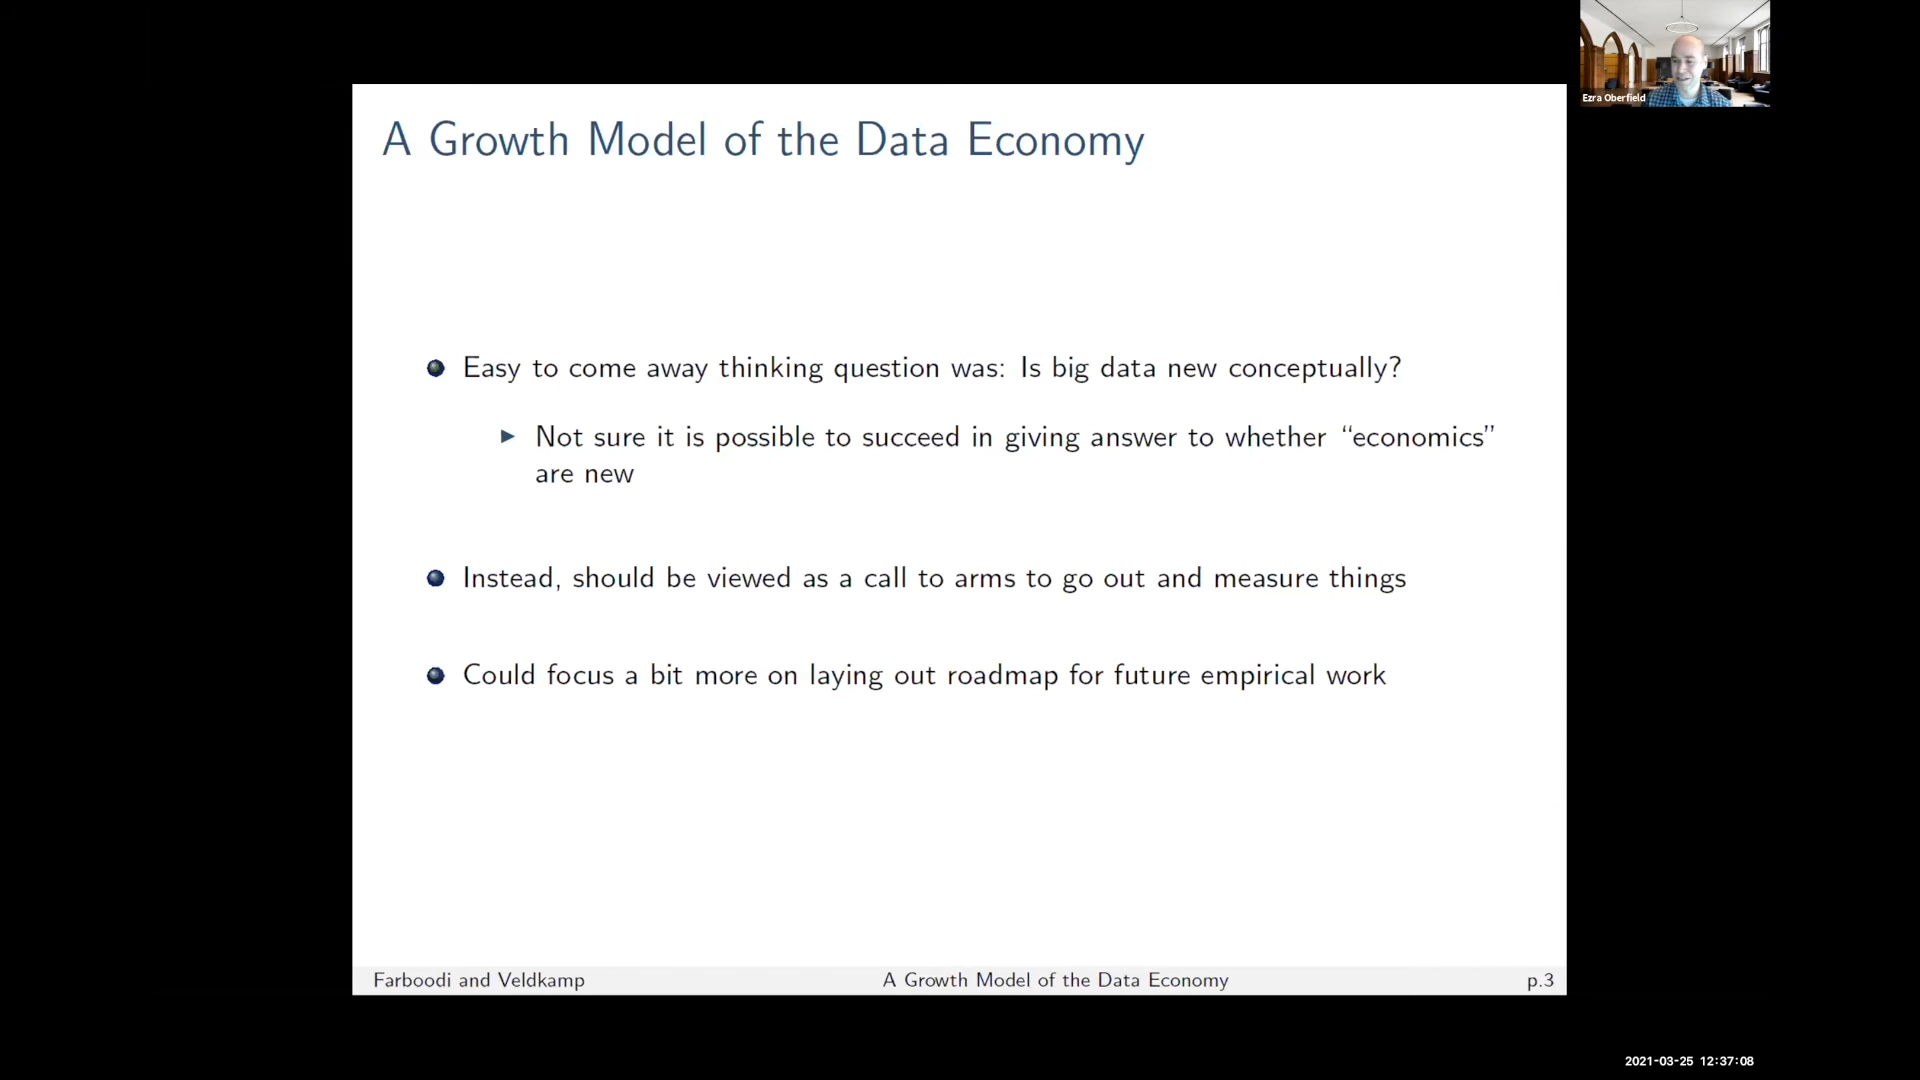 Ezra Oberfield
A Growth Model of the Data Economy
Easy to come away thinking question was: Is big data new conceptually?
Not sure it is possible to succeed in giving answer to whether “economics”
are new
Instead, should be viewed as a call to arms to go out and measure things
Could focus a bit more on laying out roadmap for future empirical work
Farboodi and Veldkamp
A Growth Model of the Data Economy
p.3
2021-03-25 12:37:08